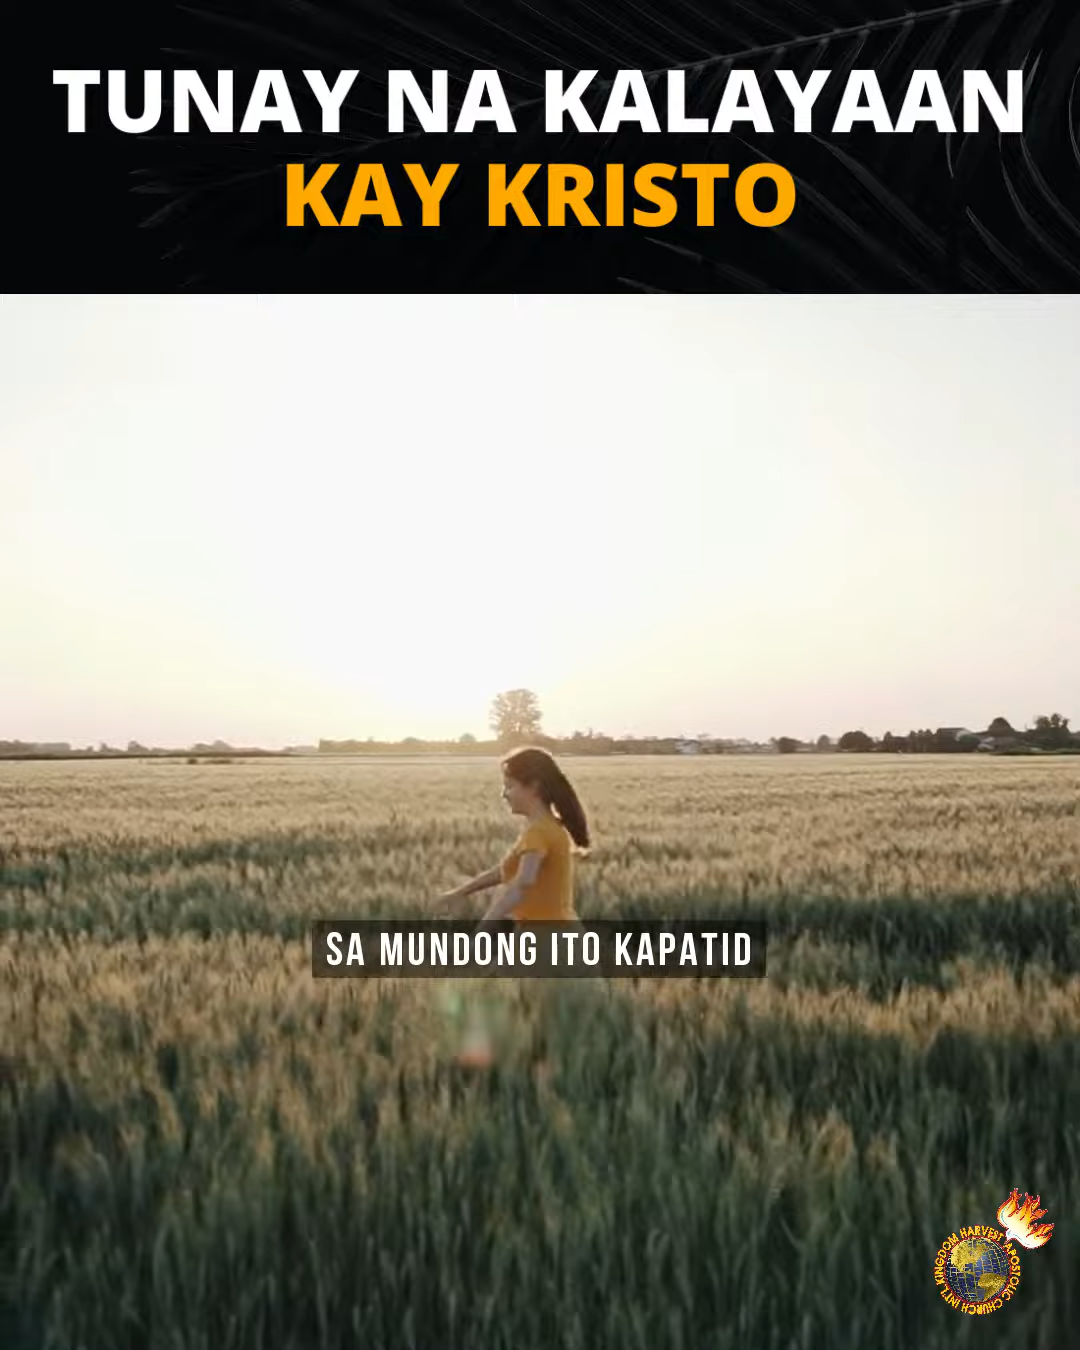 TUNAY NA KALAYAAN
KAY KRISTO
SA MUNDONG ITO KAPATID
KINGDOM HARVEST APOSTOLIC CHURCH INT'L